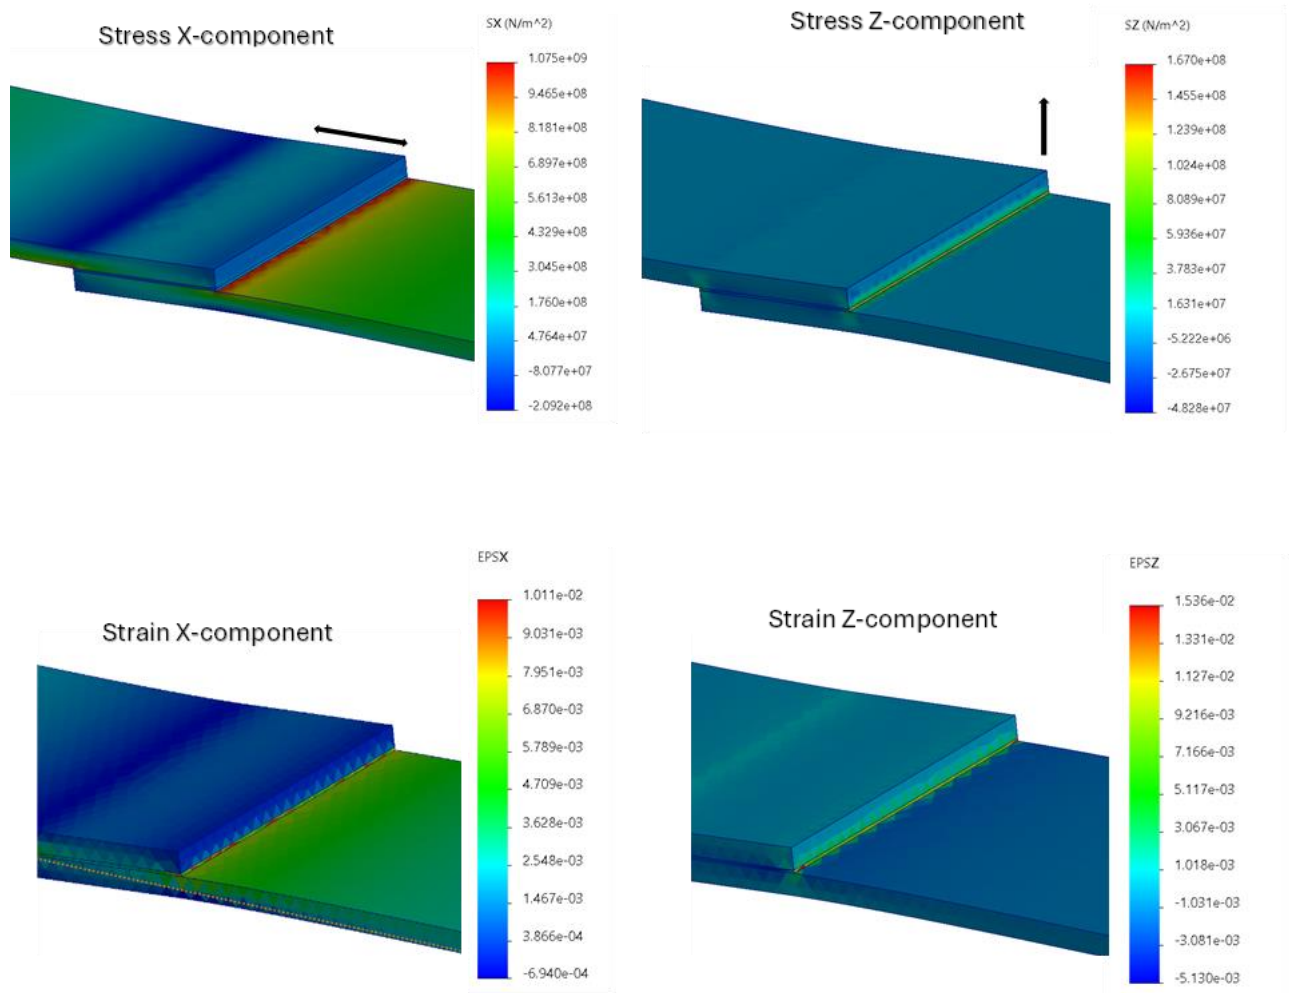 Stress X-component
SX (N/m^2)
1.075e+09
9.465e+08
8.181e+08
6.897e+08
5.613e+08
4.329e+08
3.045e+08
1.760e+08
4.764e+07
-8.077e+07
-2.092e+08
Stress Z-component
SZ (N/m^2)
1.670e+08
1.455e+08
1.239e+08
1.024e+08
8.089e+07
5.936e+07
3.783e+07
1.631e+07
-5.222e+06
-2.675e+07
-4.828e+07
Strain X-component
EPSX
1.011e-02
9.031e-03
7.951e-03
6.870e-03
5.789e-03
4.709e-03
3.628e-03
2.548e-03
1.467e-03
3.866e-04
-6.940e-04
Strain Z-component
EPSZ
1.536e-02
1.331e-02
1.127e-02
9.216e-03
7.166e-03
5.117e-03
3.067e-03
1.018e-03
-1.031e-03
-3.081e-03
-5.130e-03